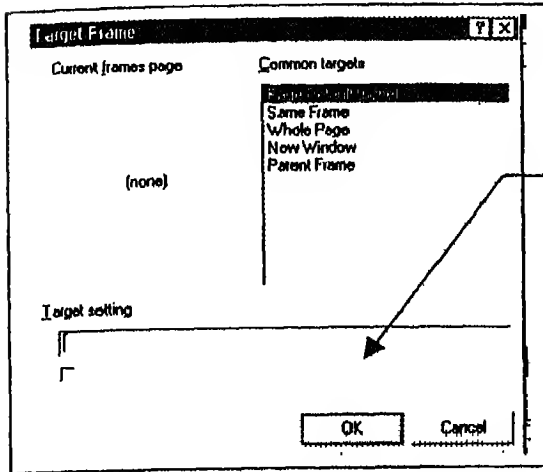 Target Frame
Current frames page
Common targets
Same Frame
Whole Page
New Window
Parent Frame
(none)
Target setting
OK
Cancel